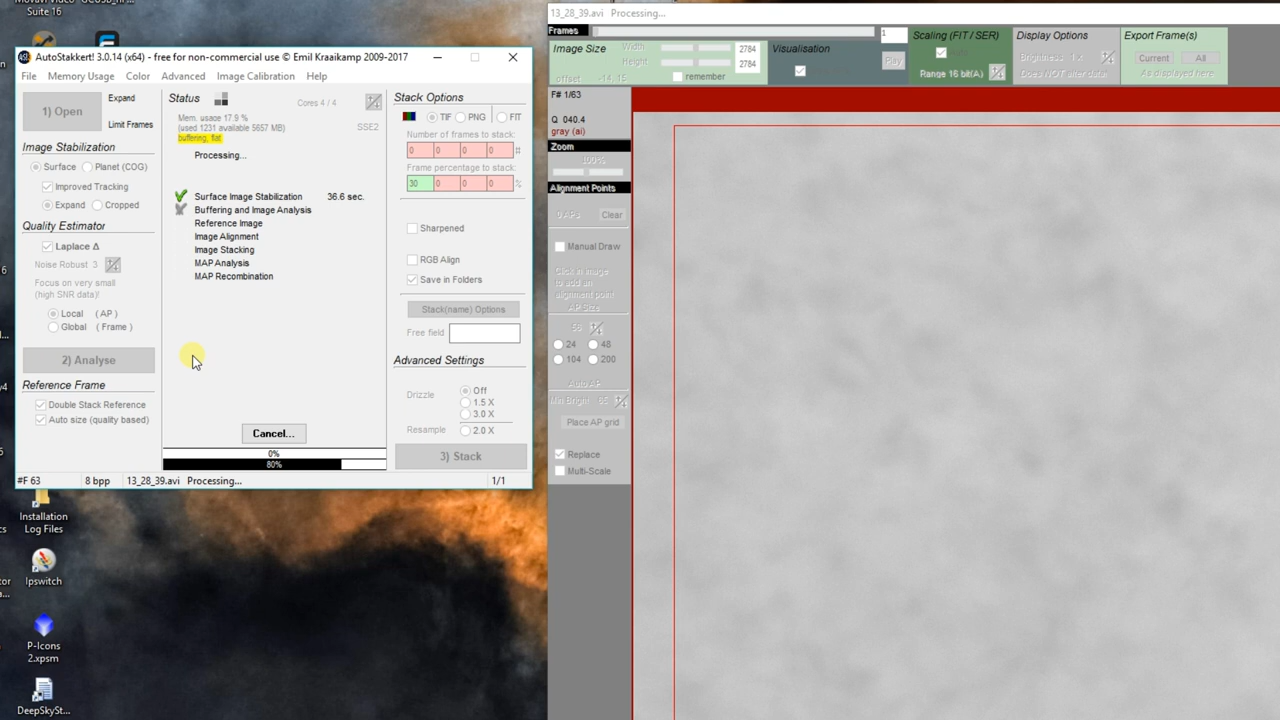 Suite 16
13_28_39.avi Processing...
AutoStakkert! 3.0.14 (x64) - free for non-commercial use © Emil Kraaikamp 2009-2017
File Memory Usage Color Advanced Image Calibration Help
1) Open
Expand
Limit Frames
Image Stabilization
Surface Planet (COG)
Improved Tracking
Expand Cropped
Quality Estimator
Laplace Δ
Noise Robust 3
Focus on very small
(high SNR data)!
Local ( AP )
Global ( Frame )
2) Analyse
Reference Frame
Double Stack Reference
Auto size (quality based)
Status
Cores 4 / 4
Mem. usage 17.9 %
(used 1231 available 5657 MB)
buffering, flat
SSE2
Processing...
Surface Image Stabilization 36.6 sec.
Buffering and Image Analysis
Reference Image
Image Alignment
Image Stacking
MAP Analysis
MAP Recombination
Cancel...
0%
80%
Stack Options
TIF PNG FIT
Number of frames to stack:
0 0 0 0 #
Frame percentage to stack:
30 0 0 0 %
Sharpened
RGB Align
Save in Folders
Stack(name) Options
Free field
Advanced Settings
Drizzle
Off
1.5 X
3.0 X
Resample
2.0 X
3) Stack
#F 63 8 bpp 13_28_39.avi Processing... 1/1
Frames
1
Image Size
Width 2784
Height 2784
offset -14, 15
remember
Visualisation
Play
Scaling (FIT / SER)
Range 16 bit(A)
Display Options
Brightness 1 x
Does NOT alter data!
Export Frame(s)
Current All
As displayed here
F# 1/63
Q 040.4
gray (ai)
Zoom
100%
Alignment Points
0 APs Clear
Manual Draw
Click in image
to add an
alignment point
AP Size
24 48
104 200
Auto AP
Min Bright
Place AP grid
Replace
Multi-Scale
Installation
Log Files
Ipswitch
P-Icons
2.xpsm
DeepSkySt...